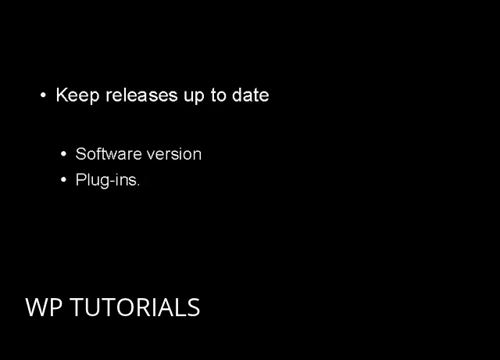 • Keep releases up to date
• Software version
• Plug-ins.
WP TUTORIALS